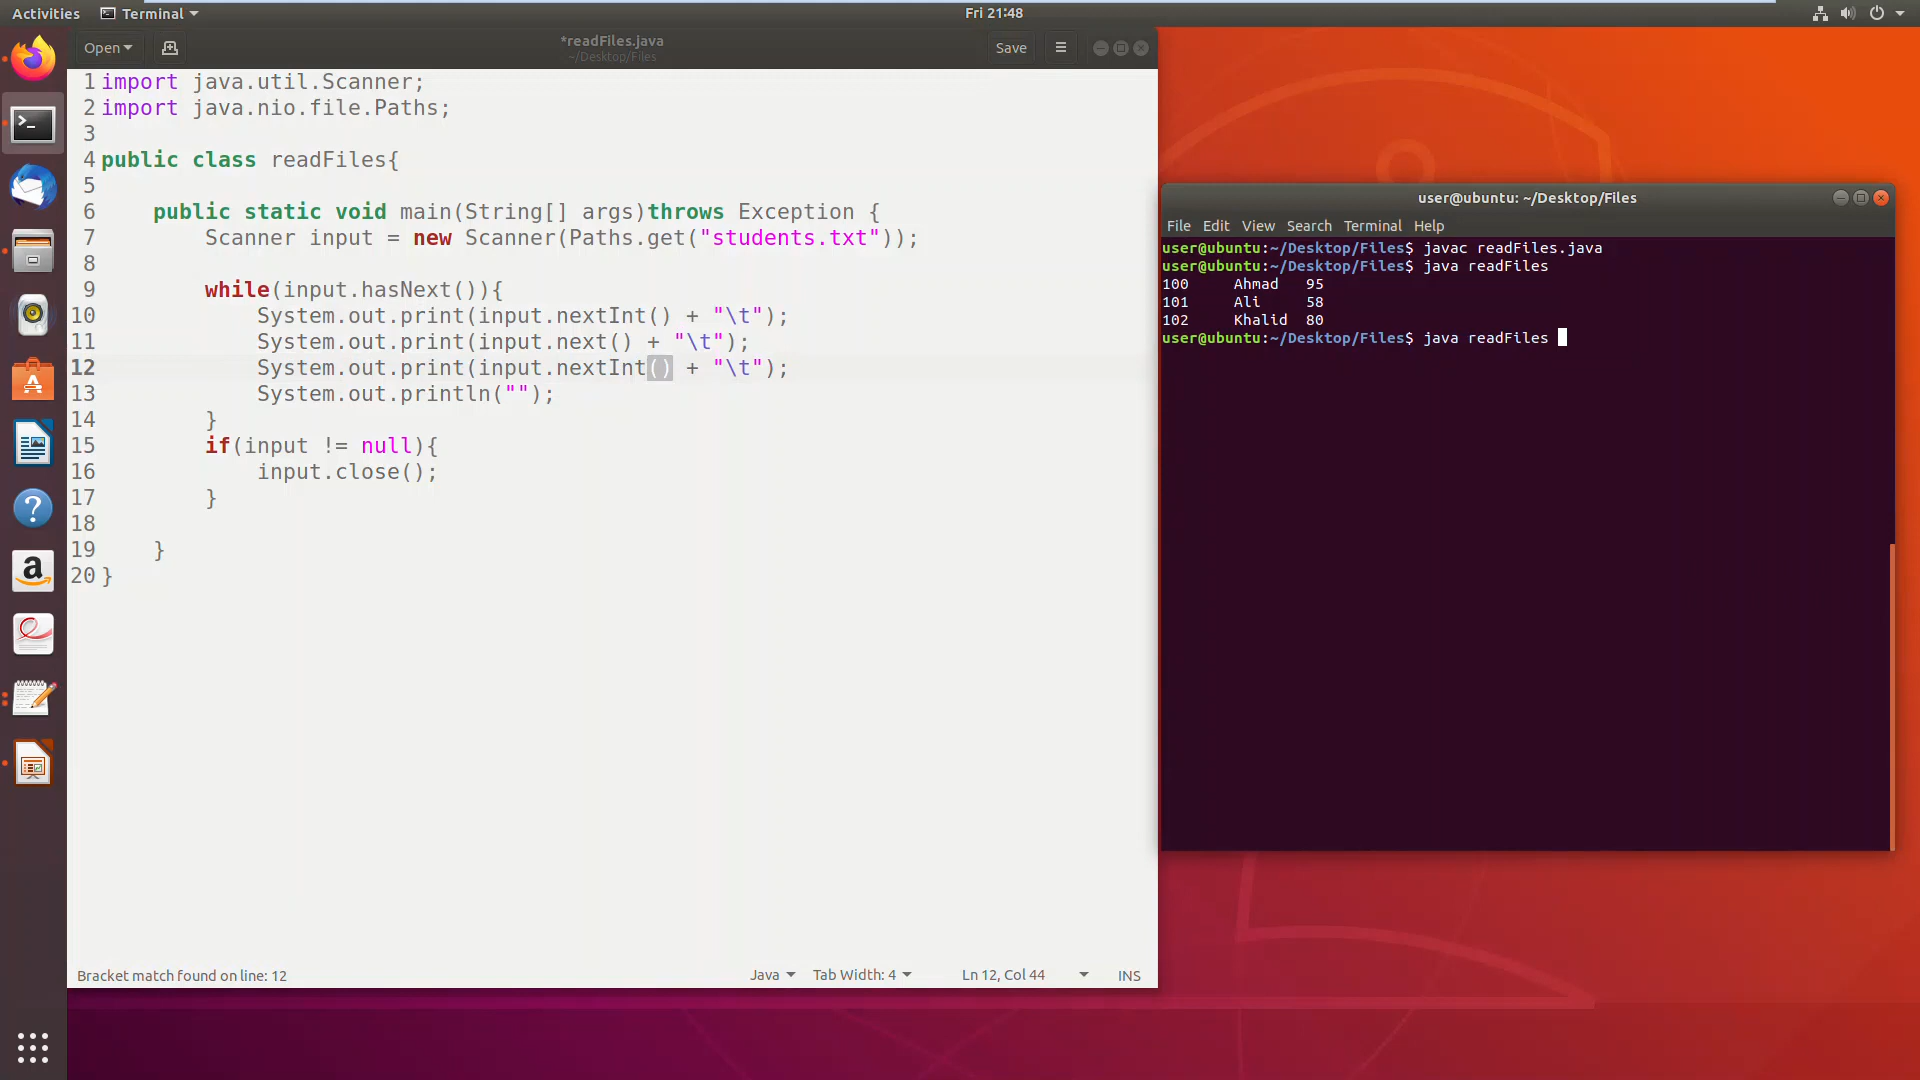 Activities Terminal Fri 21:48
Open *readFiles.java Save
~/Desktop/Files
1 import java.util.Scanner;
2 import java.nio.file.Paths;
3
4 public class readFiles{
5
6 public static void main(String[] args)throws Exception {
7 Scanner input = new Scanner(Paths.get("students.txt"));
8
9 while(input.hasNext()){
10 System.out.print(input.nextInt() + "\t");
11 System.out.print(input.next() + "\t");
12 System.out.print(input.nextInt() + "\t");
13 System.out.println("");
14 }
15 if(input != null){
16 input.close();
17 }
18
19 }
20 }
Bracket match found on line: 12 Java Tab Width: 4 Ln 12, Col 44 INS
user@ubuntu: ~/Desktop/Files
File Edit View Search Terminal Help
user@ubuntu:~/Desktop/Files$ javac readFiles.java
user@ubuntu:~/Desktop/Files$ java readFiles
100 Ahmad 95
101 Ali 58
102 Khalid 80
user@ubuntu:~/Desktop/Files$ java readFiles